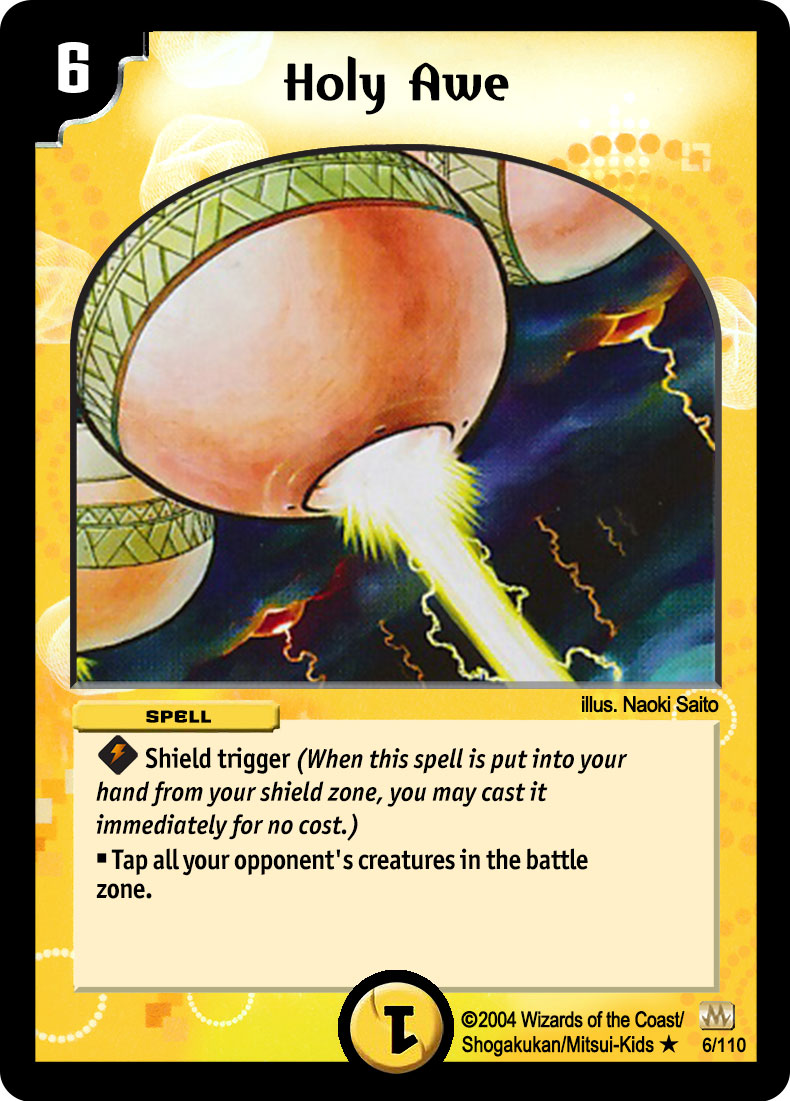 6
Holy Awe
illus. Naoki Saito
SPELL
Shield trigger (When this spell is put into your
hand from your shield zone, you may cast it
immediately for no cost.)
▪ Tap all your opponent's creatures in the battle
zone.
1
©2004 Wizards of the Coast/
Shogakukan/Mitsui-Kids ★ 6/110